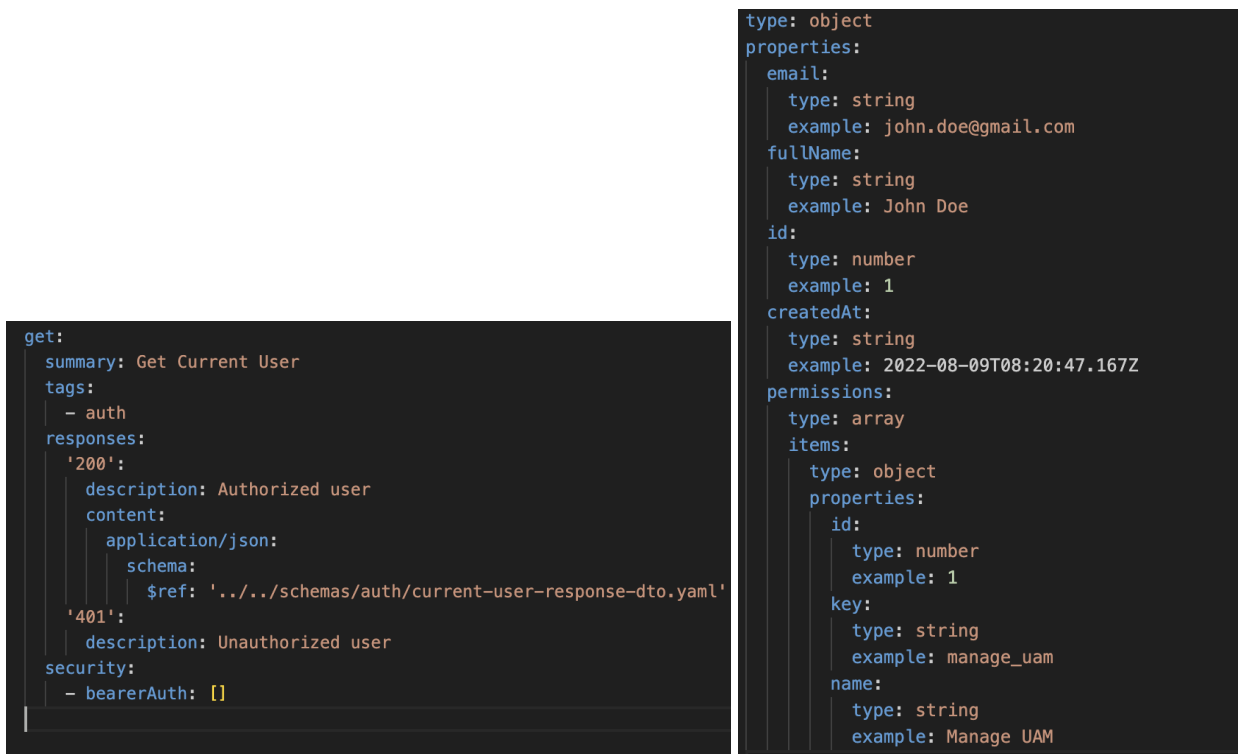 get:
  summary: Get Current User
  tags:
    - auth
  responses:
    '200':
      description: Authorized user
      content:
        application/json:
          schema:
            $ref: '../../schemas/auth/current-user-response-dto.yaml'
    '401':
      description: Unauthorized user
  security:
    - bearerAuth: []
type: object
properties:
  email:
    type: string
    example: john.doe@gmail.com
  fullName:
    type: string
    example: John Doe
  id:
    type: number
    example: 1
  createdAt:
    type: string
    example: 2022-08-09T08:20:47.167Z
  permissions:
    type: array
    items:
      type: object
      properties:
        id:
          type: number
          example: 1
        key:
          type: string
          example: manage_uam
        name:
          type: string
          example: Manage UAM